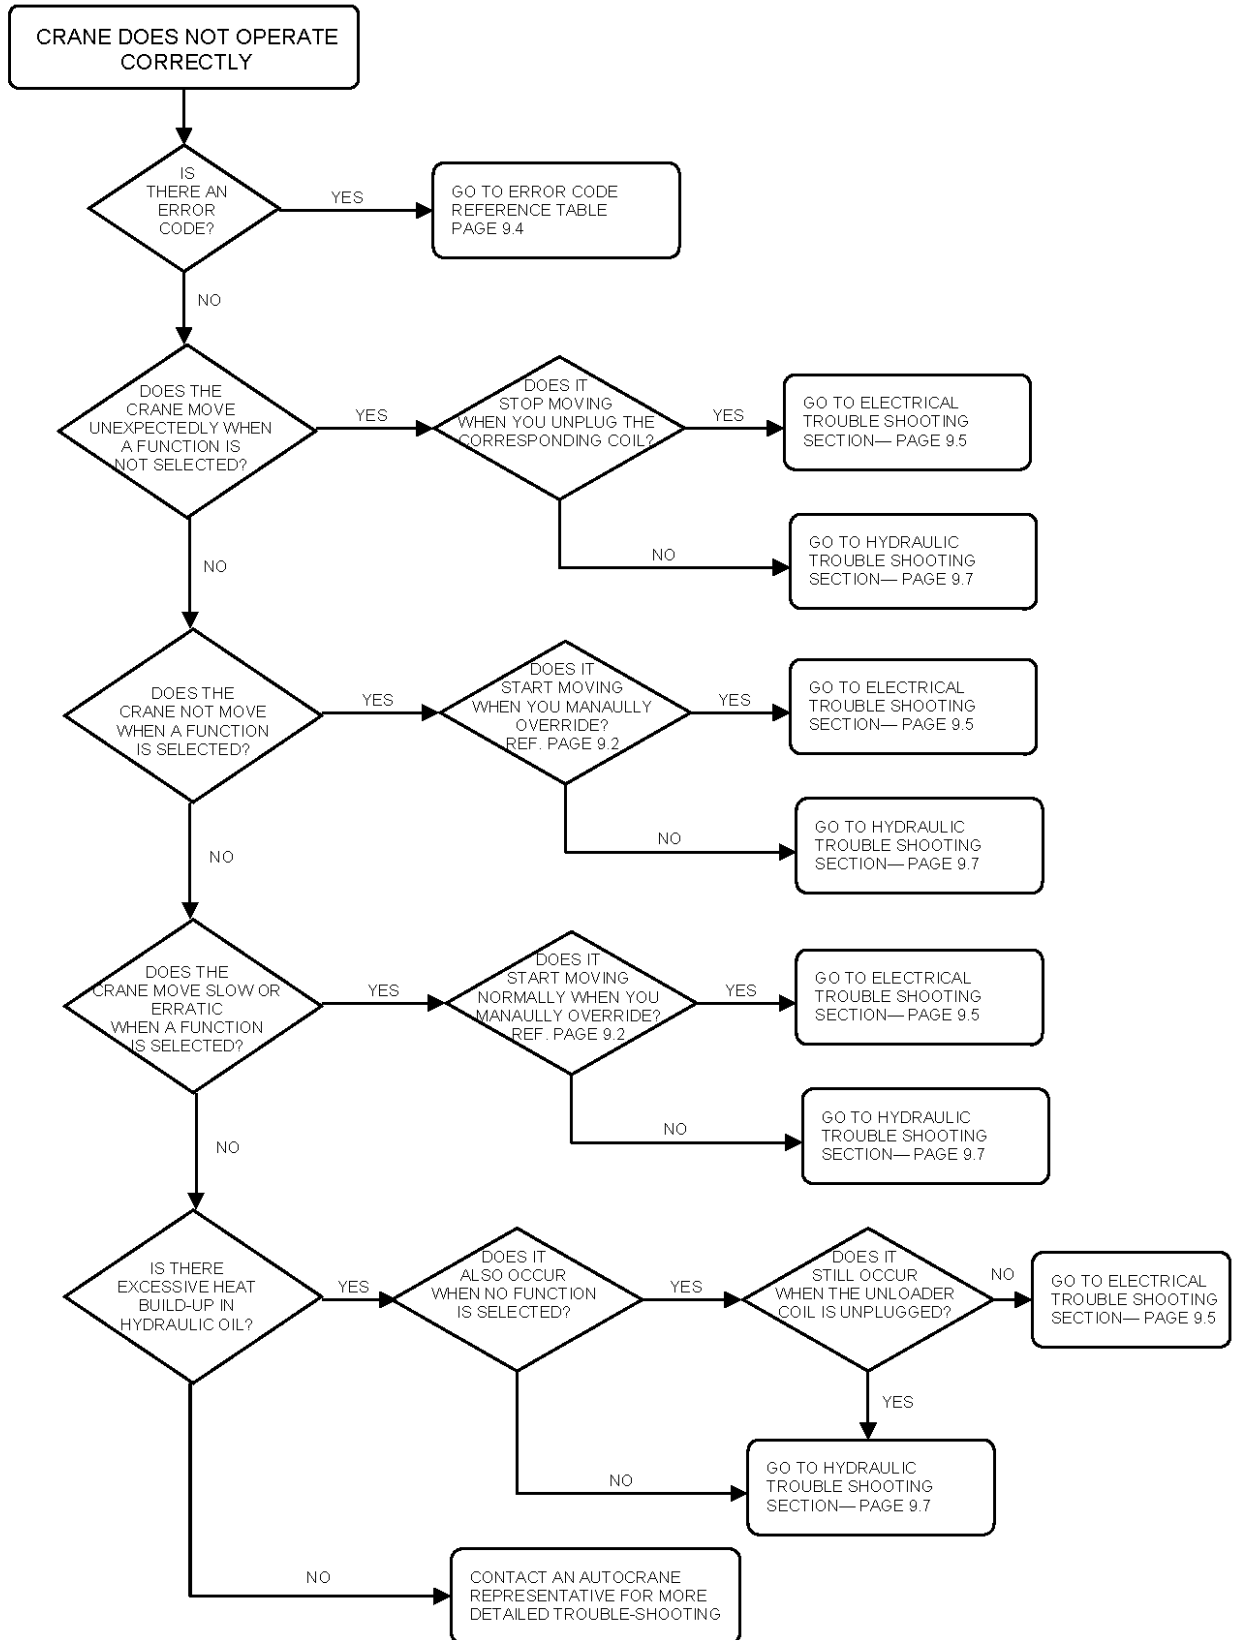 CRANE DOES NOT OPERATE
CORRECTLY
IS
THERE AN
ERROR
CODE?
YES
GO TO ERROR CODE
REFERENCE TABLE
PAGE 9.4
NO
DOES THE
CRANE MOVE
UNEXPECTEDLY WHEN
A FUNCTION IS
NOT SELECTED?
YES
DOES IT
STOP MOVING
WHEN YOU UNPLUG THE
CORRESPONDING COIL?
YES
GO TO ELECTRICAL
TROUBLE SHOOTING
SECTION— PAGE 9.5
NO
GO TO HYDRAULIC
TROUBLE SHOOTING
SECTION— PAGE 9.7
NO
DOES THE
CRANE NOT MOVE
WHEN A FUNCTION
IS SELECTED?
YES
DOES IT
START MOVING
WHEN YOU MANAULLY
OVERRIDE?
REF. PAGE 9.2
YES
GO TO ELECTRICAL
TROUBLE SHOOTING
SECTION— PAGE 9.5
NO
GO TO HYDRAULIC
TROUBLE SHOOTING
SECTION— PAGE 9.7
NO
DOES THE
CRANE MOVE SLOW OR
ERRATIC
WHEN A FUNCTION
IS SELECTED?
YES
DOES IT
START MOVING
NORMALLY WHEN YOU
MANAULLY OVERRIDE?
REF. PAGE 9.2
YES
GO TO ELECTRICAL
TROUBLE SHOOTING
SECTION— PAGE 9.5
NO
GO TO HYDRAULIC
TROUBLE SHOOTING
SECTION— PAGE 9.7
NO
IS THERE
EXCESSIVE HEAT
BUILD-UP IN
HYDRAULIC OIL?
YES
DOES IT
ALSO OCCUR
WHEN NO FUNCTION
IS SELECTED?
YES
DOES IT
STILL OCCUR
WHEN THE UNLOADER
COIL IS UNPLUGGED?
NO
GO TO ELECTRICAL
TROUBLE SHOOTING
SECTION— PAGE 9.5
YES
NO
GO TO HYDRAULIC
TROUBLE SHOOTING
SECTION— PAGE 9.7
NO
CONTACT AN AUTOCRANE
REPRESENTATIVE FOR MORE
DETAILED TROUBLE-SHOOTING